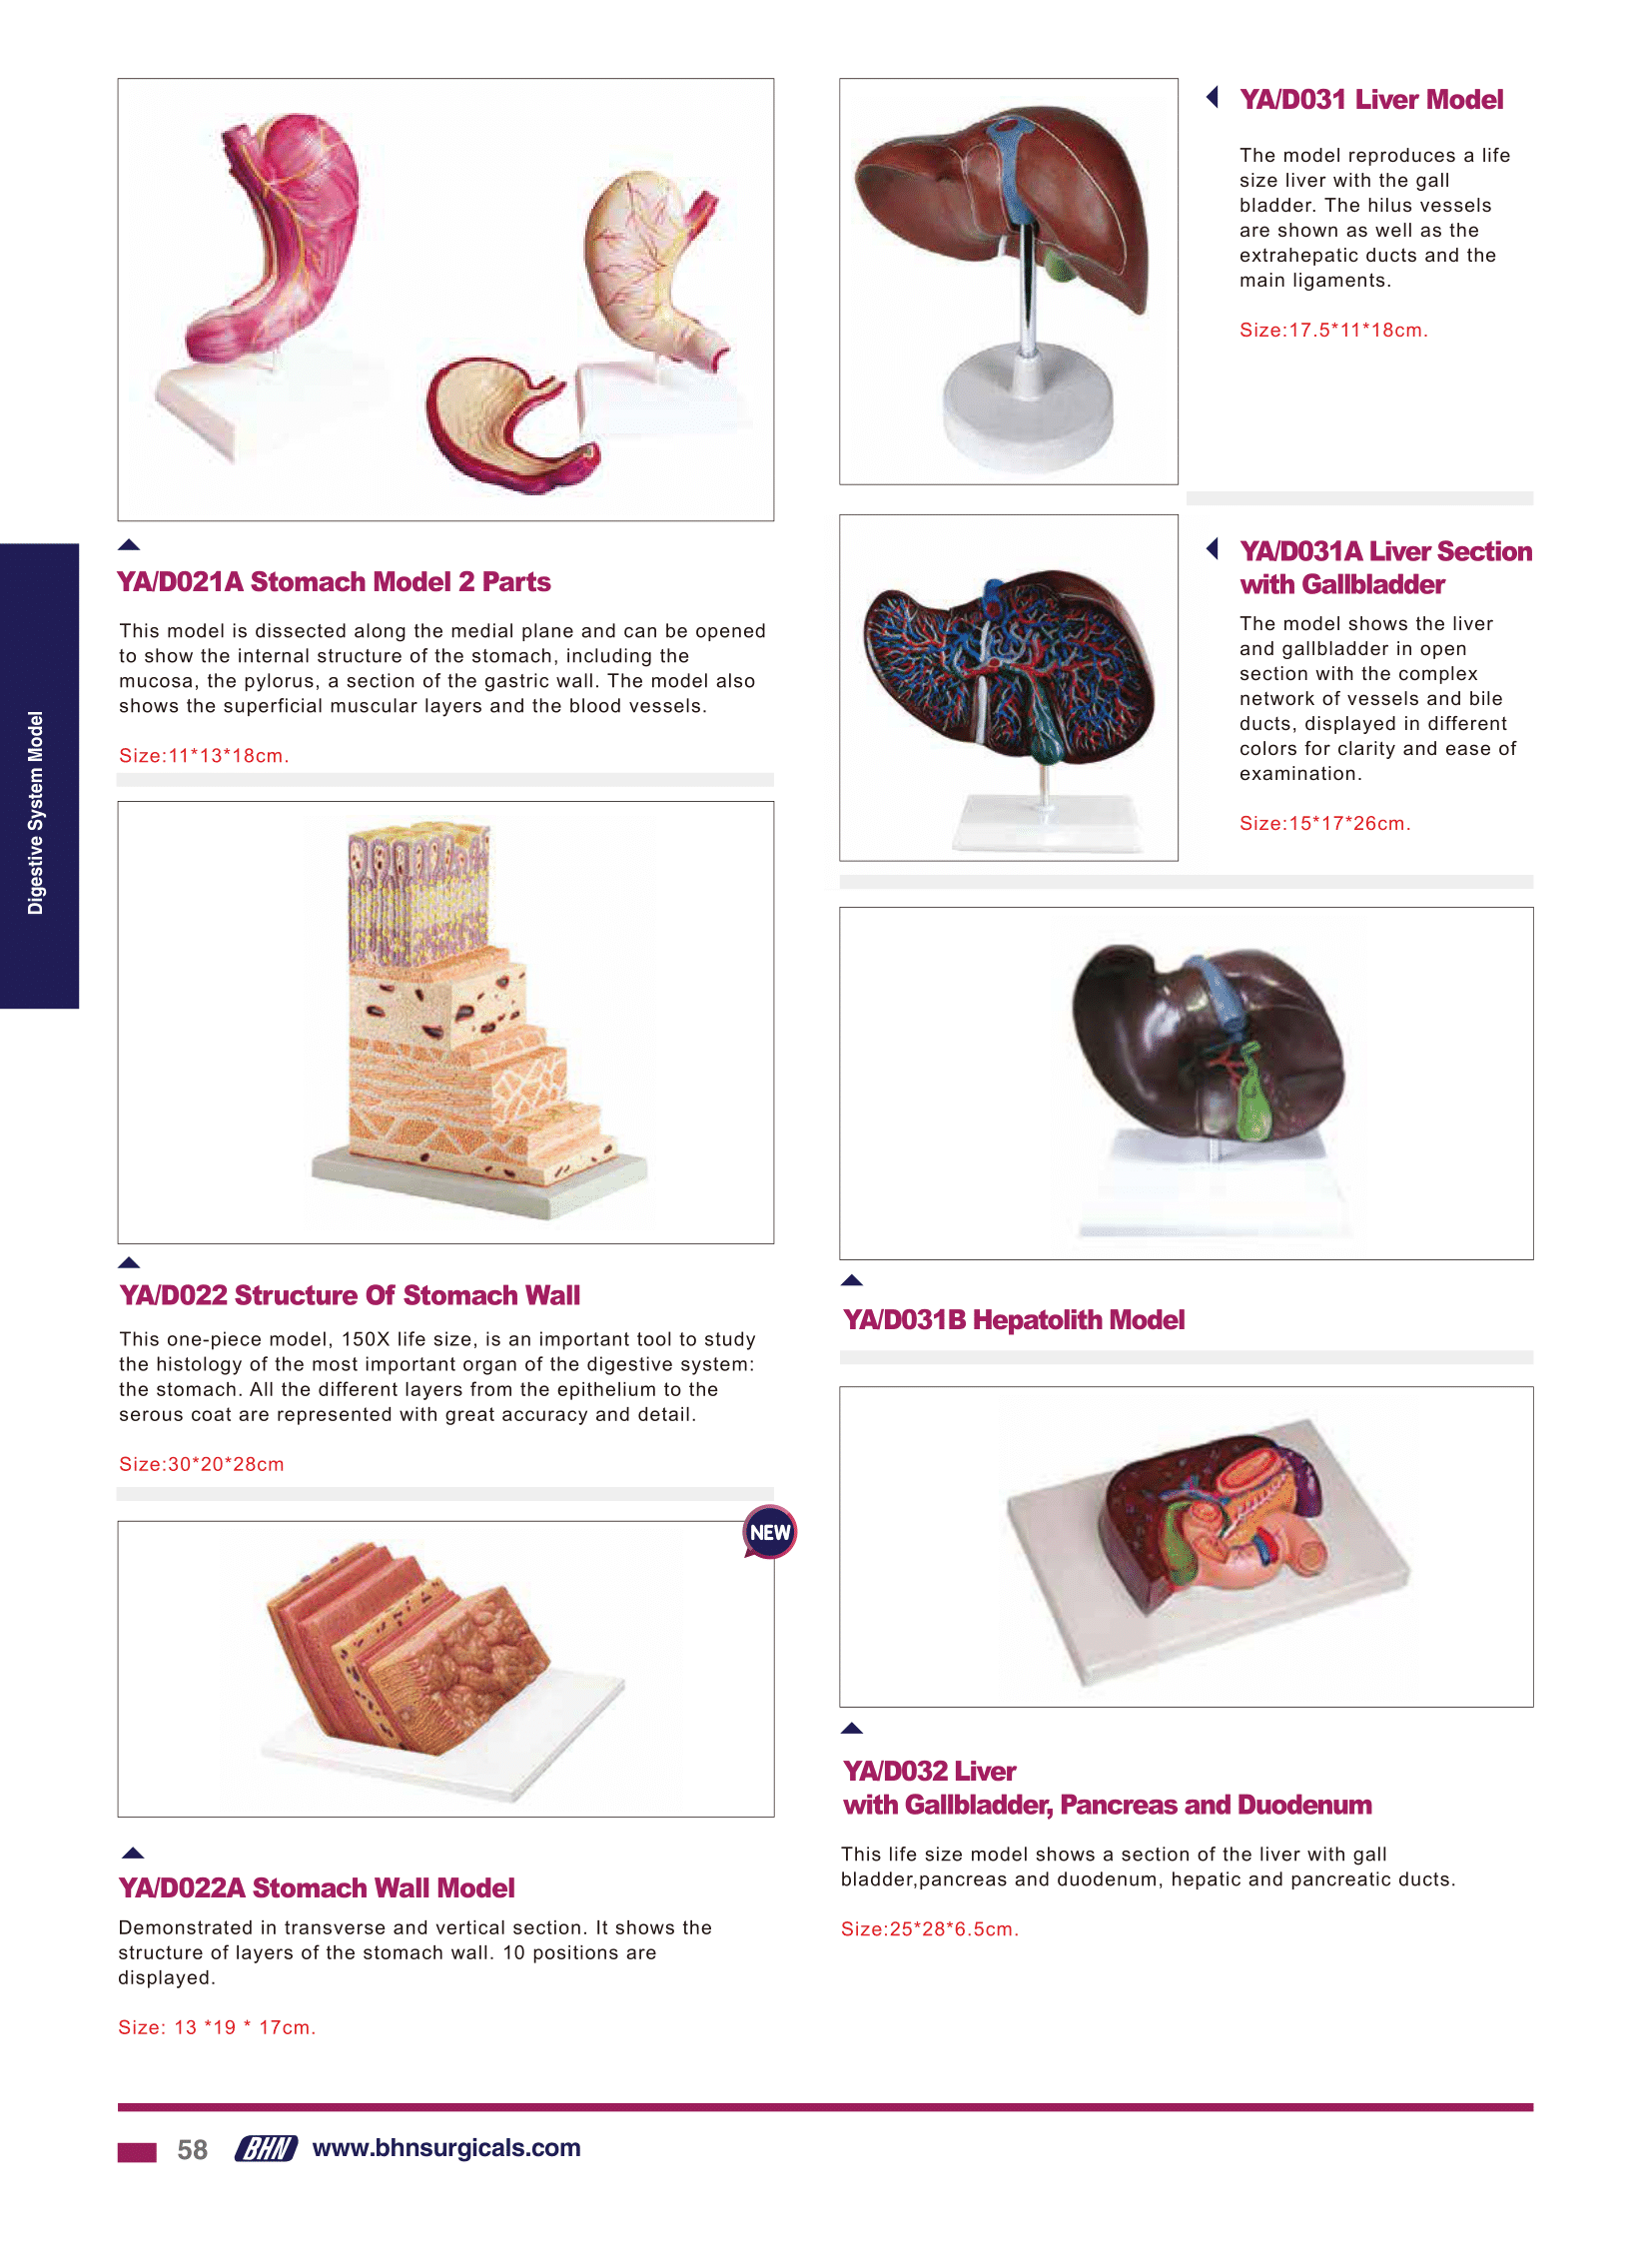 Digestive System Model
YA/D021A Stomach Model 2 Parts
This model is dissected along the medial plane and can be opened
to show the internal structure of the stomach, including the
mucosa, the pylorus, a section of the gastric wall. The model also
shows the superficial muscular layers and the blood vessels.
Size:11*13*18cm.
YA/D022 Structure Of Stomach Wall
This one-piece model, 150X life size, is an important tool to study
the histology of the most important organ of the digestive system:
the stomach. All the different layers from the epithelium to the
serous coat are represented with great accuracy and detail.
Size:30*20*28cm
NEW
YA/D022A Stomach Wall Model
Demonstrated in transverse and vertical section. It shows the
structure of layers of the stomach wall. 10 positions are
displayed.
Size: 13 *19 * 17cm.
YA/D031 Liver Model
The model reproduces a life
size liver with the gall
bladder. The hilus vessels
are shown as well as the
extrahepatic ducts and the
main ligaments.
Size:17.5*11*18cm.
YA/D031A Liver Section
with Gallbladder
The model shows the liver
and gallbladder in open
section with the complex
network of vessels and bile
ducts, displayed in different
colors for clarity and ease of
examination.
Size:15*17*26cm.
YA/D031B Hepatolith Model
YA/D032 Liver
with Gallbladder, Pancreas and Duodenum
This life size model shows a section of the liver with gall
bladder,pancreas and duodenum, hepatic and pancreatic ducts.
Size:25*28*6.5cm.
58 BHN www.bhnsurgicals.com